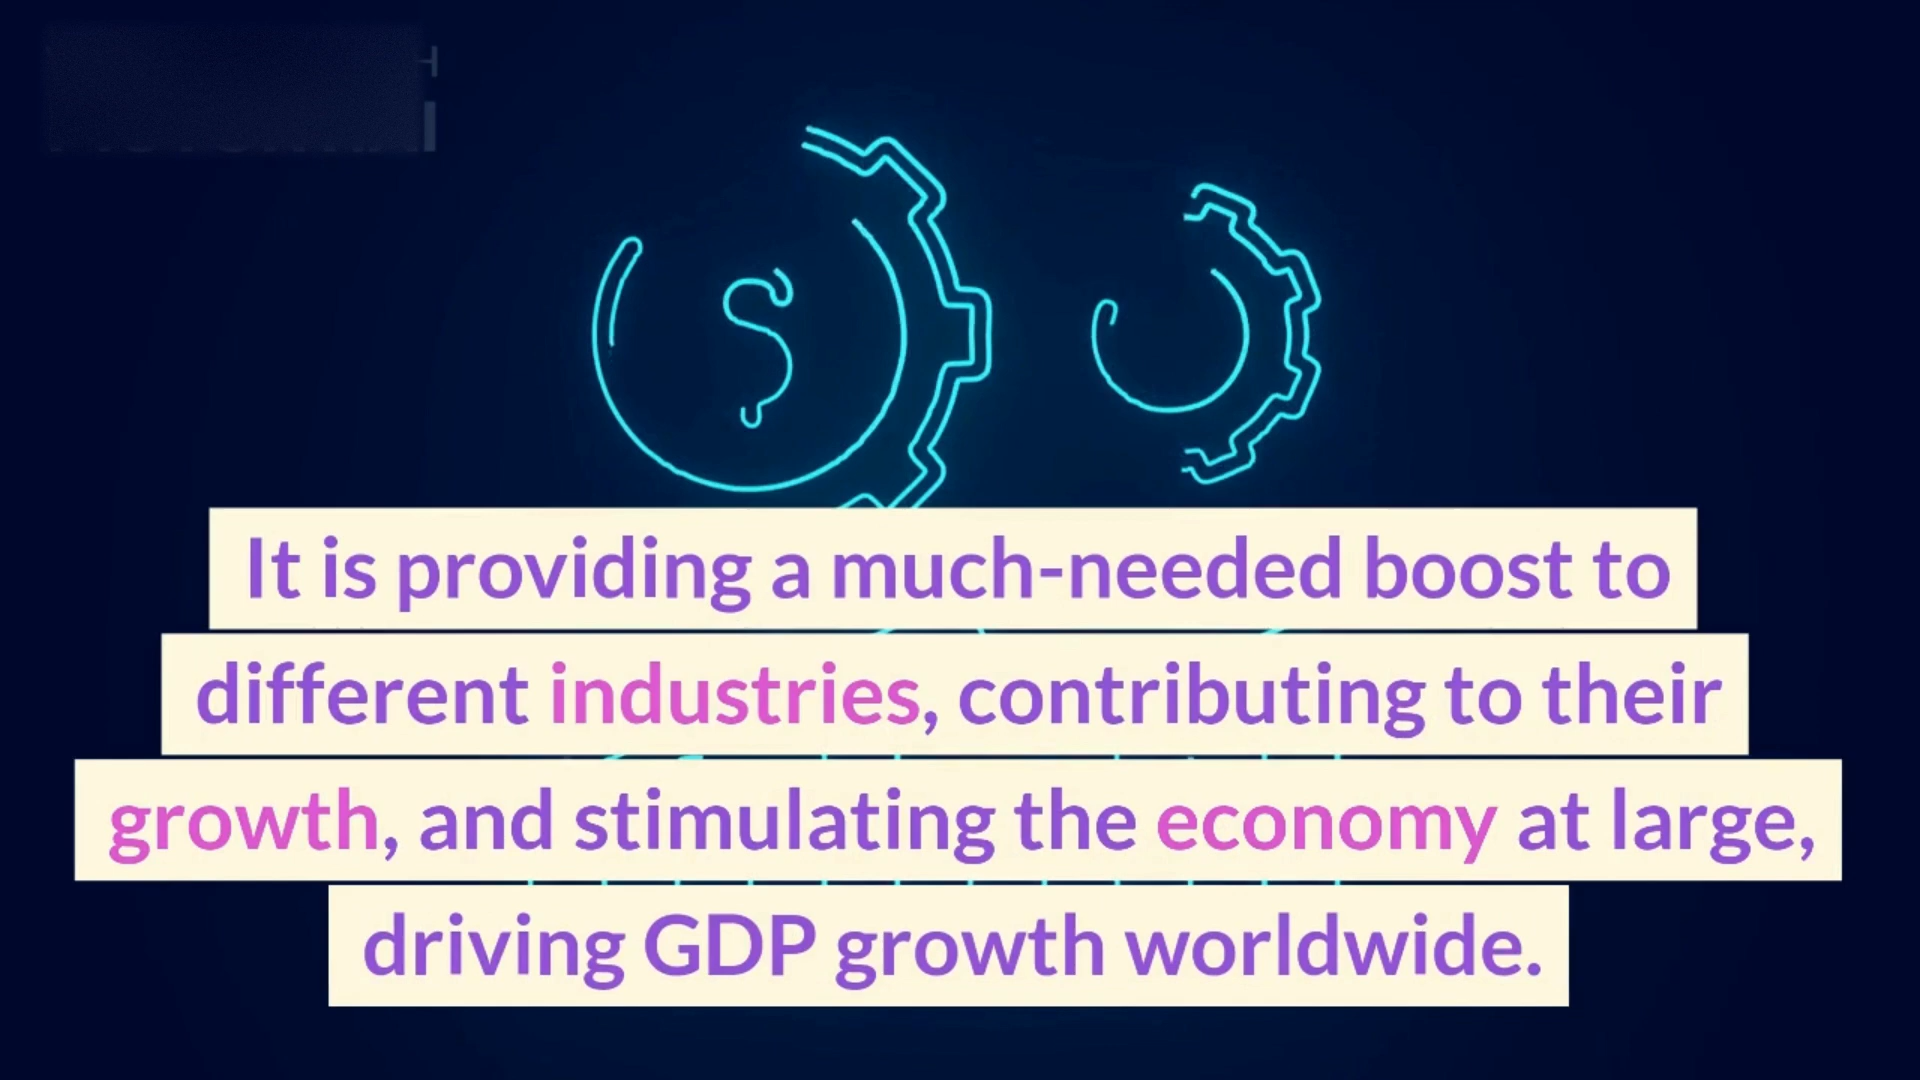 It is providing a much-needed boost to
different industries, contributing to their
growth, and stimulating the economy at large,
driving GDP growth worldwide.